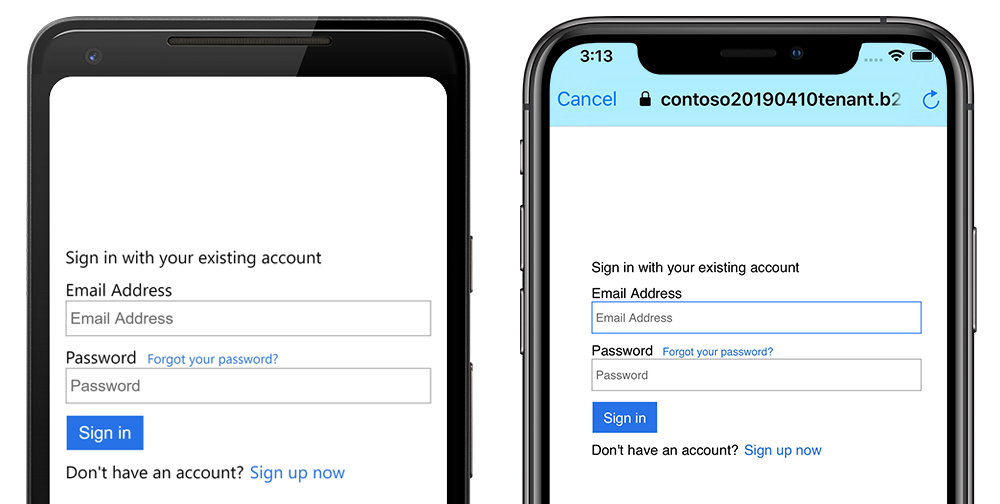 Sign in with your existing account
Email Address
Email Address
Password Forgot your password?
Password
Sign in
Don't have an account? Sign up now
3:13
Cancel contoso20190410tenant.b2
Sign in with your existing account
Email Address
Email Address
Password Forgot your password?
Password
Sign in
Don't have an account? Sign up now